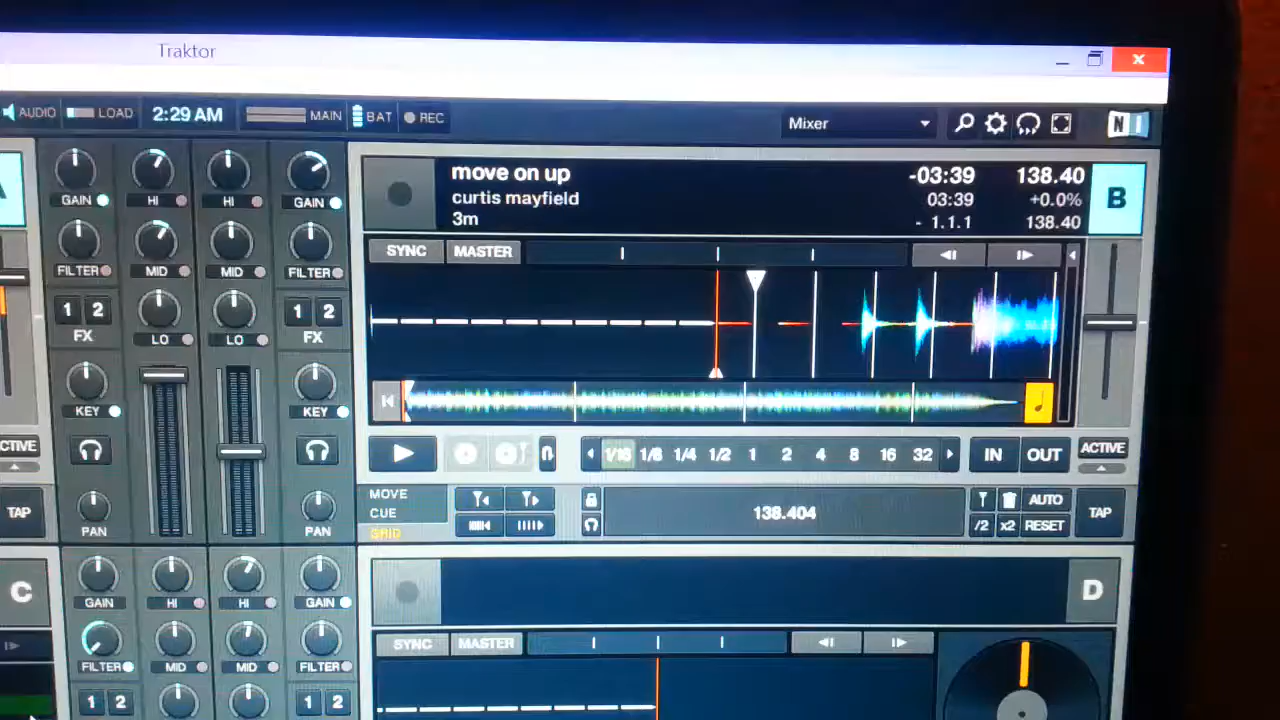 Traktor
AUDIO LOAD 2:29 AM MAIN BAT REC Mixer
N I
move on up -03:39 138.40
curtis mayfield 03:39 +0.0%
3m - 1.1.1 138.40
B
GAIN HI HI GAIN
SYNC MASTER
FILTER MID MID FILTER
1 2 1 2
FX LO LO FX
KEY KEY
ACTIVE 1/16 1/8 1/4 1/2 1 2 4 8 16 32 IN OUT ACTIVE
MOVE
CUE
GRID
138.404
AUTO
/2 x2 RESET
TAP TAP
PAN PAN
C D
GAIN HI HI GAIN
SYNC MASTER
FILTER MID MID FILTER
1 2 1 2